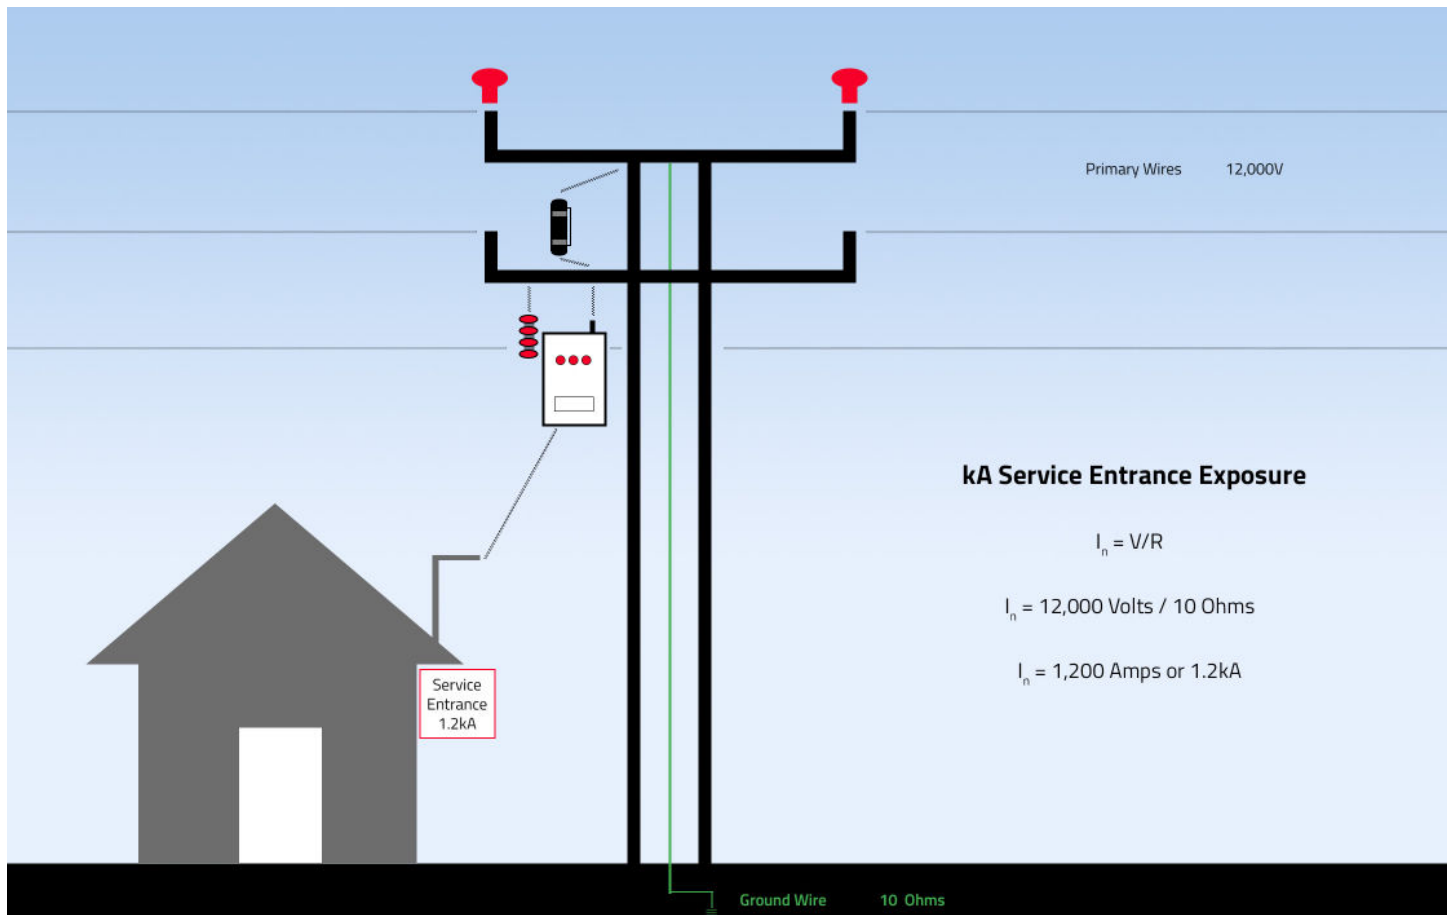 Primary Wires 12,000V
kA Service Entrance Exposure
Iₙ = V/R
Iₙ = 12,000 Volts / 10 Ohms
Iₙ = 1,200 Amps or 1.2kA
Service
Entrance
1.2kA
Ground Wire 10 Ohms